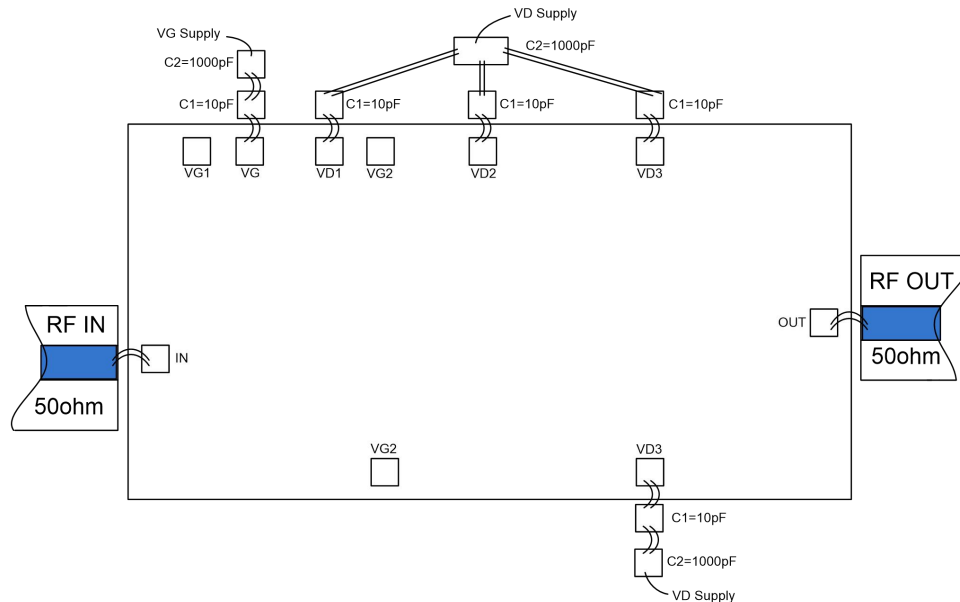 VD Supply
VG Supply
C2=1000pF
C2=1000pF
C1=10pF
C1=10pF
C1=10pF
C1=10pF
VG1
VG
VD1
VG2
VD2
VD3
RF OUT
RF IN
OUT
IN
50ohm
50ohm
VG2
VD3
C1=10pF
C2=1000pF
VD Supply